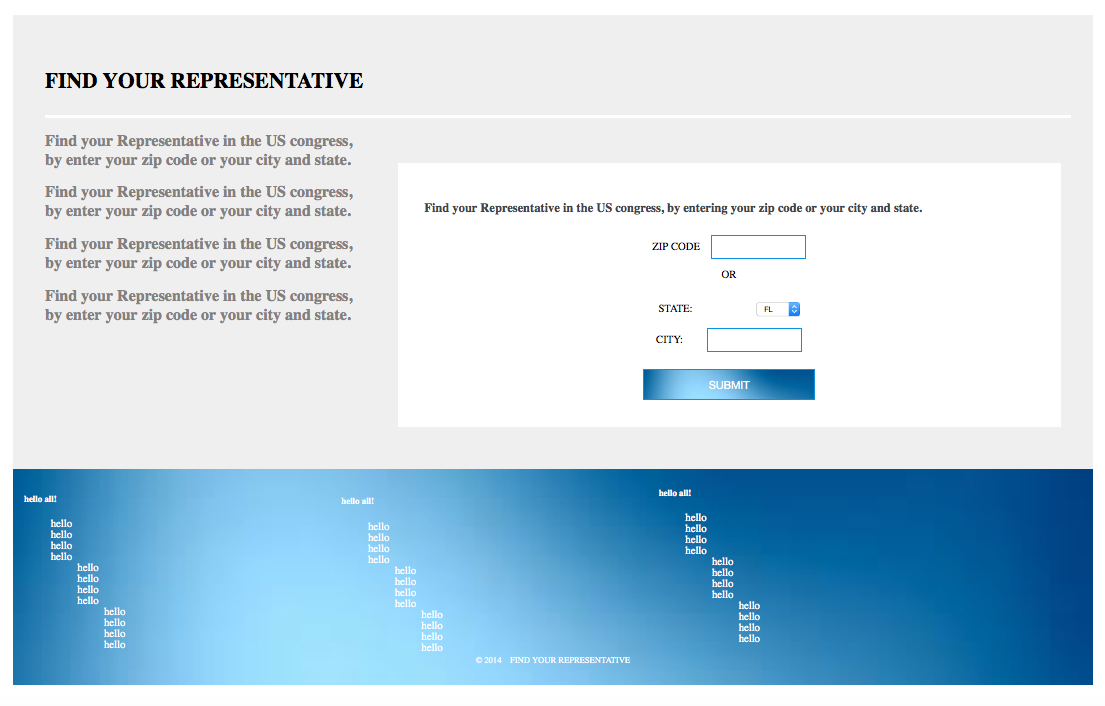 FIND YOUR REPRESENTATIVE
Find your Representative in the US congress,
by enter your zip code or your city and state.
Find your Representative in the US congress,
by enter your zip code or your city and state.
Find your Representative in the US congress,
by enter your zip code or your city and state.
Find your Representative in the US congress,
by enter your zip code or your city and state.
Find your Representative in the US congress, by entering your zip code or your city and state.
ZIP CODE
OR
STATE: FL
CITY:
SUBMIT
hello all!
hello
hello
hello
hello
hello
hello
hello
hello
hello
hello
hello
hello
hello all!
hello
hello
hello
hello
hello
hello
hello
hello
hello
hello
hello
hello
hello all!
hello
hello
hello
hello
hello
hello
hello
hello
hello
hello
hello
hello
© 2014 FIND YOUR REPRESENTATIVE